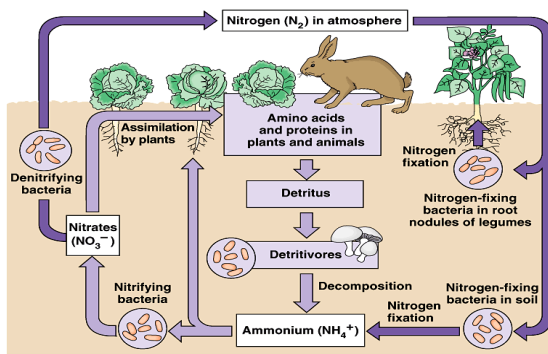 Nitrogen (N₂) in atmosphere
Assimilation
by plants
Amino acids
and proteins in
plants and animals
Nitrogen
fixation
Denitrifying
bacteria
Detritus
Nitrogen-fixing
bacteria in root
nodules of legumes
Nitrates
(NO₃⁻)
Detritivores
Nitrifying
bacteria
Decomposition
Nitrogen-fixing
bacteria in soil
Nitrogen
fixation
Ammonium (NH₄⁺)